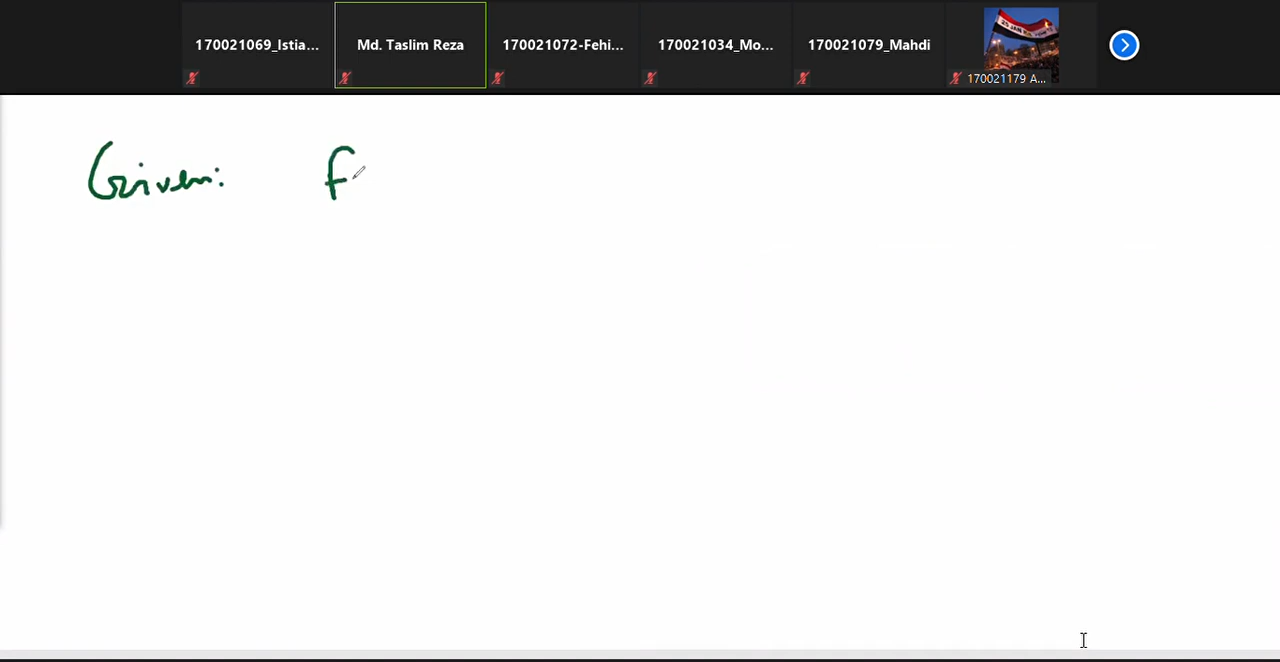 170021069_Istia... Md. Taslim Reza 170021072-Fehi... 170021034_Mo... 170021079_Mahdi
170021179 A...
Given: f